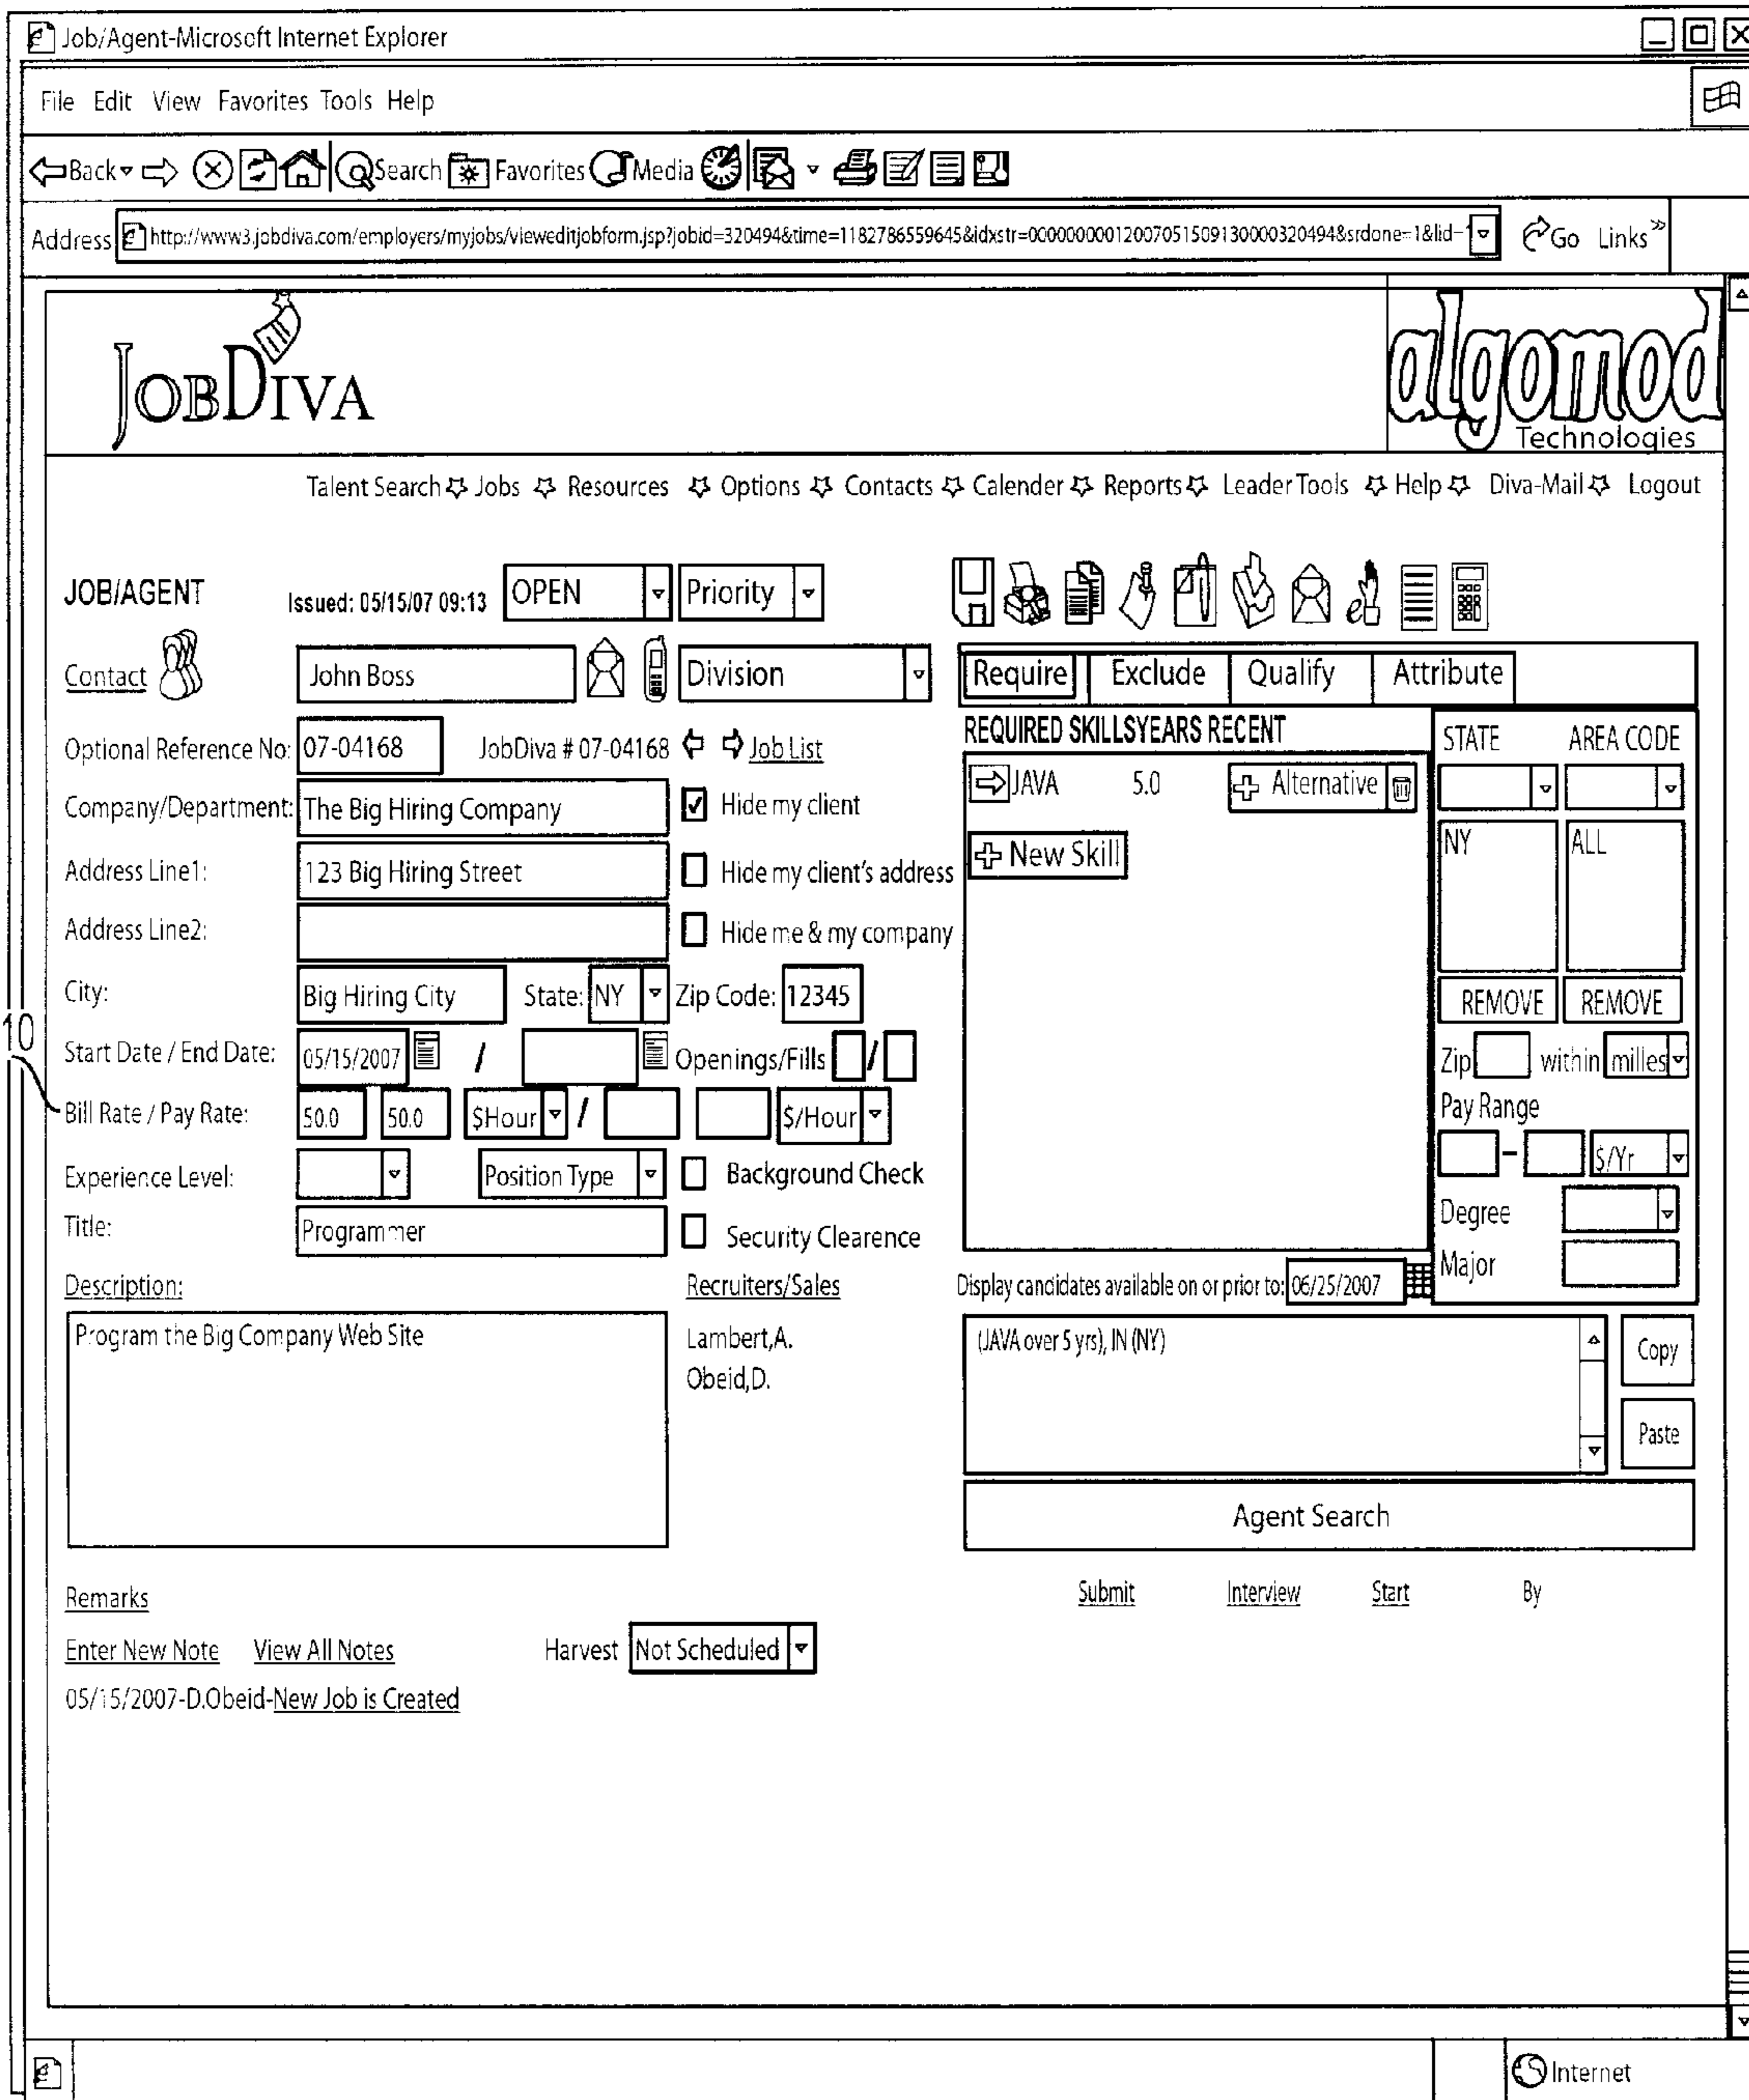 Job/Agent-Microsoft Internet Explorer
File Edit View Favorites Tools Help
Back Search Favorites Media
Address http://www3.jobdiva.com/employers/myjobs/vieweditjobform.jsp?jobid=320494&time=1182786559645&idxstr=000000000120070515091300000320494&srdone=1&lid= Go Links »
JOBDIVA
algomod
Technologies
Talent Search Jobs Resources Options Contacts Calender Reports Leader Tools Help Diva-Mail Logout
JOB/AGENT Issued: 05/15/07 09:13 OPEN Priority
Contact John Boss Division
Require Exclude Qualify Attribute
Optional Reference No: 07-04168 JobDiva # 07-04168 Job List
REQUIRED SKILLSYEARS RECENT
STATE AREA CODE
JAVA 5.0 Alternative
Company/Department: The Big Hiring Company Hide my client
NY ALL
New Skill
Address Line1: 123 Big Hiring Street Hide my client's address
Address Line2: Hide me & my company
City: Big Hiring City State: NY Zip Code: 12345
REMOVE REMOVE
10
Start Date / End Date: 05/15/2007 / Openings/Fills /
Zip within milles
Bill Rate / Pay Rate: 50.0 50.0 $Hour / $/Hour
Pay Range
- $/Yr
Experience Level: Position Type Background Check
Degree
Title: Programmer Security Clearence
Major
Description: Recruiters/Sales
Display candidates available on or prior to: 06/25/2007
Program the Big Company Web Site
Lambert,A.
Obeid,D.
(JAVA over 5 yrs), IN (NY)
Copy
Paste
Agent Search
Remarks
Submit Interview Start By
Enter New Note View All Notes Harvest Not Scheduled
05/15/2007-D.Obeid-New Job is Created
Internet